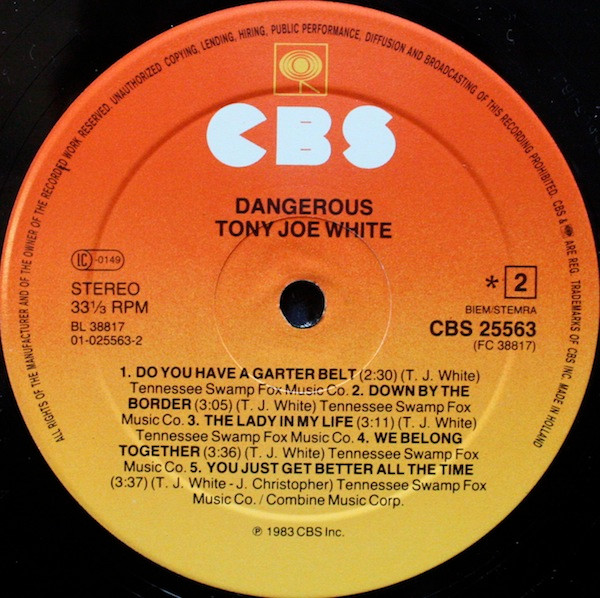 ALL RIGHTS OF THE MANUFACTURER AND OF THE OWNER OF THE RECORDED WORK RESERVED. UNAUTHORIZED COPYING, LENDING, HIRING, PUBLIC PERFORMANCE, DIFFUSION AND BROADCASTING OF THIS RECORDING PROHIBITED. CBS & ARE REG. TRADEMARKS OF CBS INC. MADE IN HOLLAND
CBS
DANGEROUS
TONY JOE WHITE
IC -0149
STEREO
33⅓ RPM
BL 38817
01-025563-2
* 2
BIEM/STEMRA
CBS 25563
(FC 38817)
1. DO YOU HAVE A GARTER BELT (2:30) (T. J. White)
Tennessee Swamp Fox Music Co. 2. DOWN BY THE
BORDER (3:05) (T. J. White) Tennessee Swamp Fox
Music Co. 3. THE LADY IN MY LIFE (3:11) (T. J. White)
Tennessee Swamp Fox Music Co. 4. WE BELONG
TOGETHER (3:36) (T. J. White) Tennessee Swamp Fox
Music Co. 5. YOU JUST GET BETTER ALL THE TIME
(3:37) (T. J. White - J. Christopher) Tennessee Swamp Fox
Music Co. / Combine Music Corp.
℗ 1983 CBS Inc.